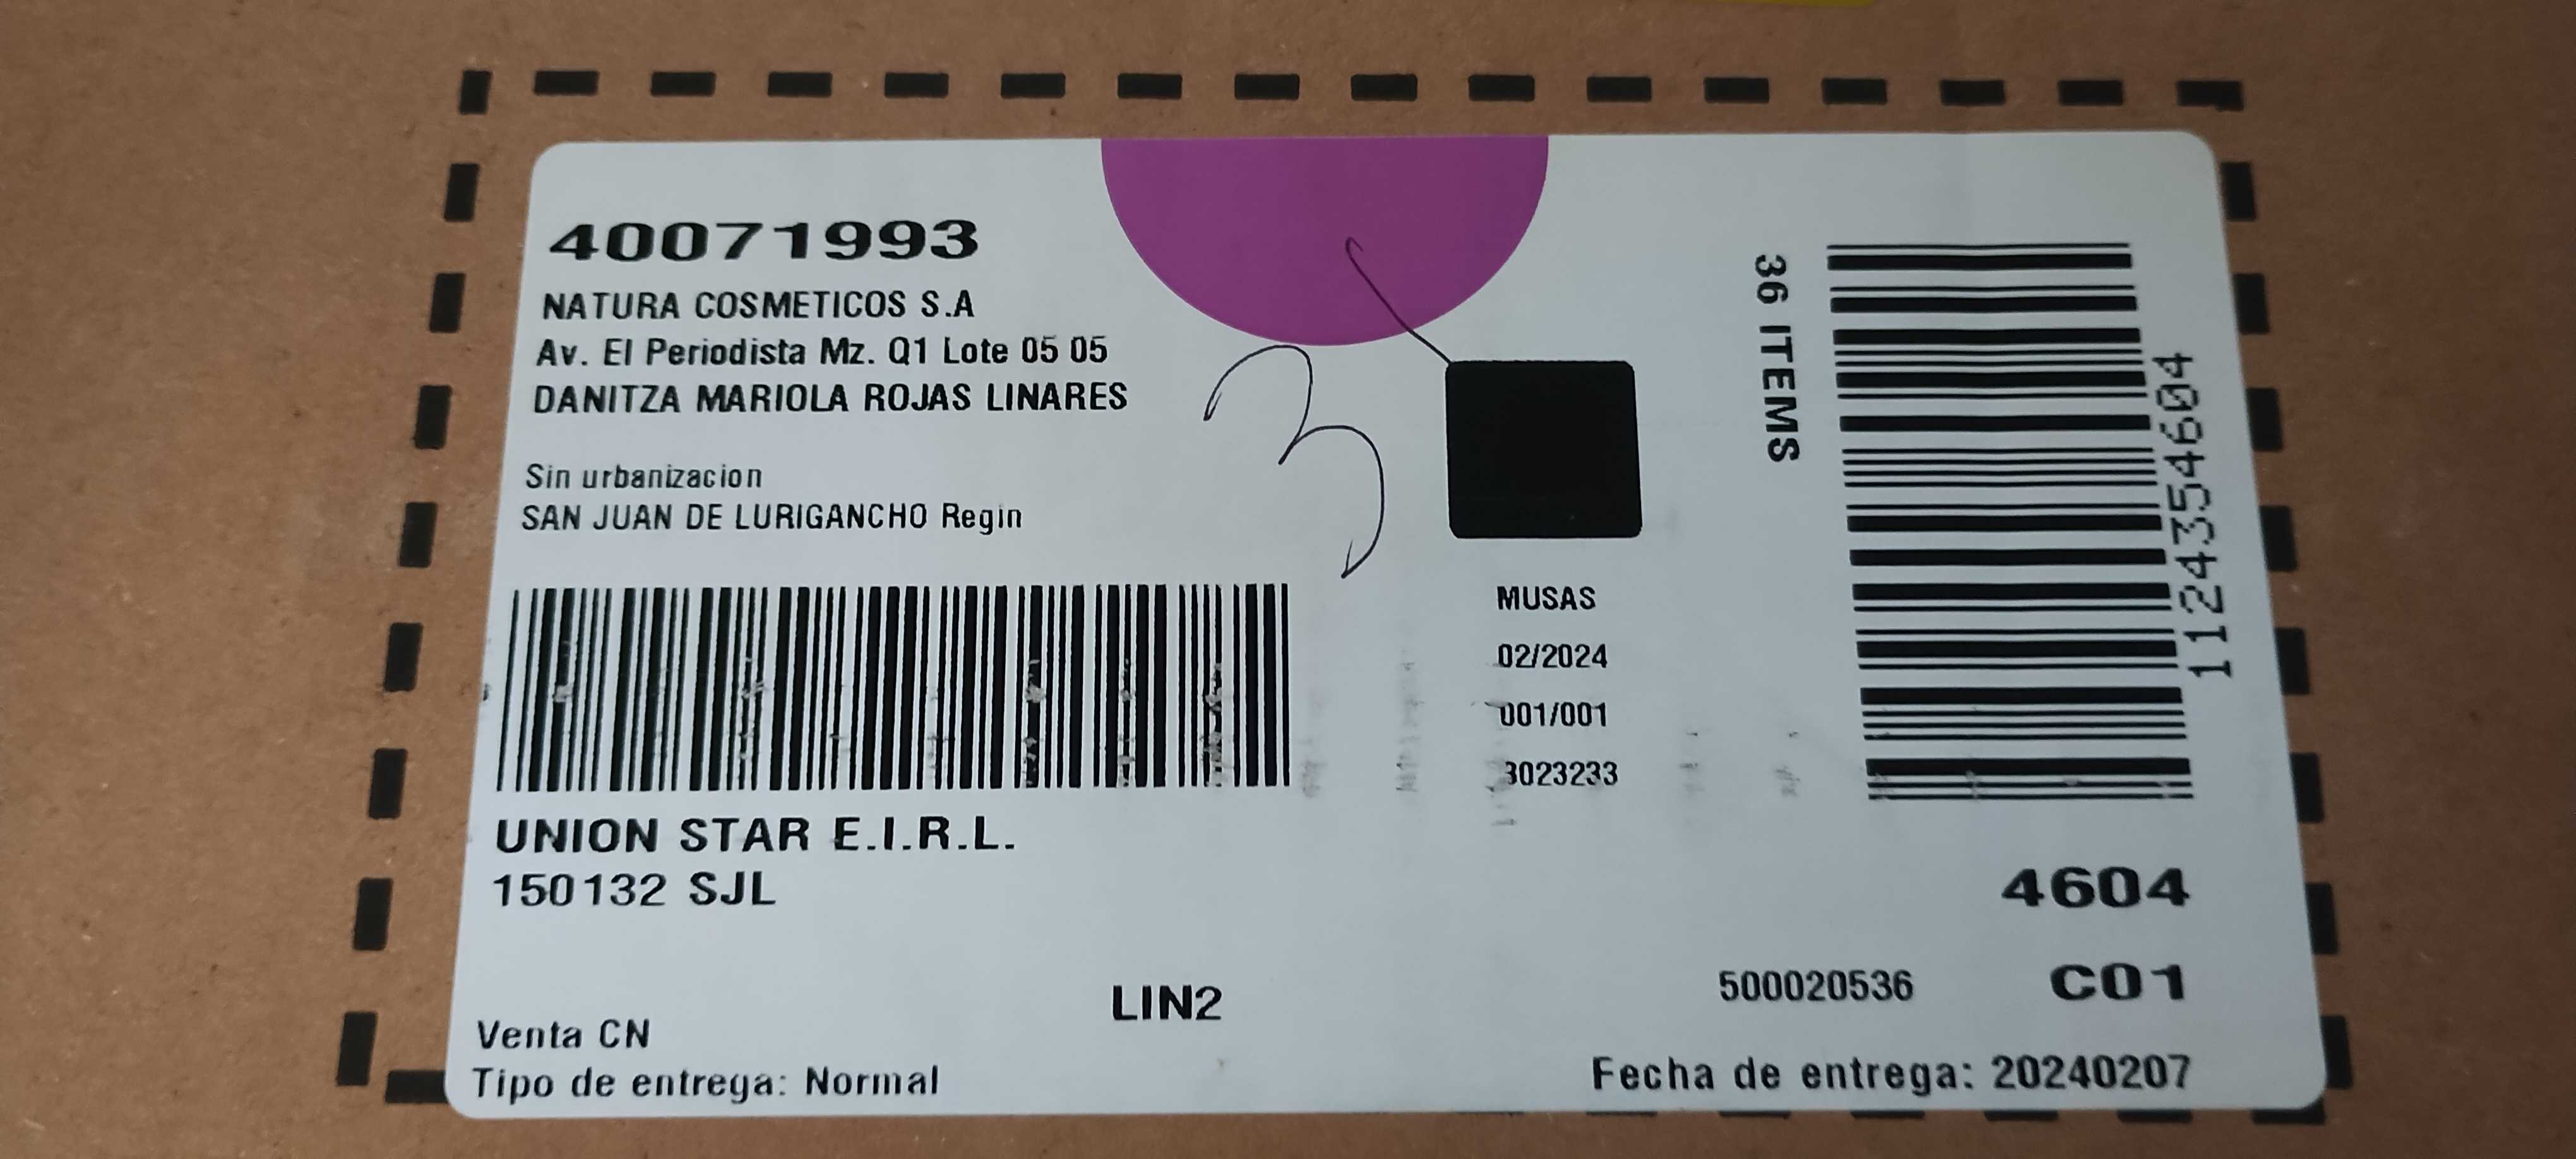 40071993
NATURA COSMETICOS S.A
Av. El Periodista Mz. Q1 Lote 05 05
DANITZA MARIOLA ROJAS LINARES
Sin urbanizacion
SAN JUAN DE LURIGANCHO Regin
3
UNION STAR E.I.R.L.
150132 SJL
Venta CN
Tipo de entrega: Normal
LIN2
MUSAS
02/2024
001/001
3023233
36 ITEMS
1124354604
4604
500020536 C01
Fecha de entrega: 20240207